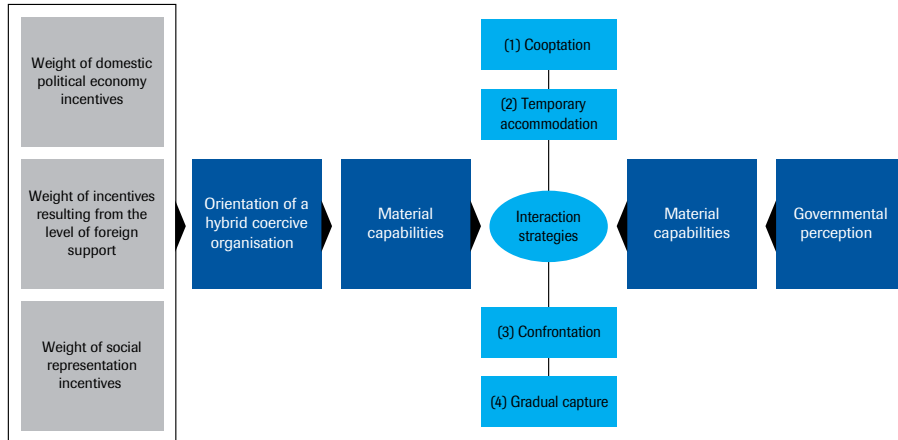 Weight of domestic
political economy
incentives
Weight of incentives
resulting from the
level of foreign
support
Weight of social
representation
incentives
Orientation of a
hybrid coercive
organisation
Material
capabilities
(1) Cooptation
(2) Temporary
accommodation
Interaction
strategies
(3) Confrontation
(4) Gradual capture
Material
capabilities
Governmental
perception